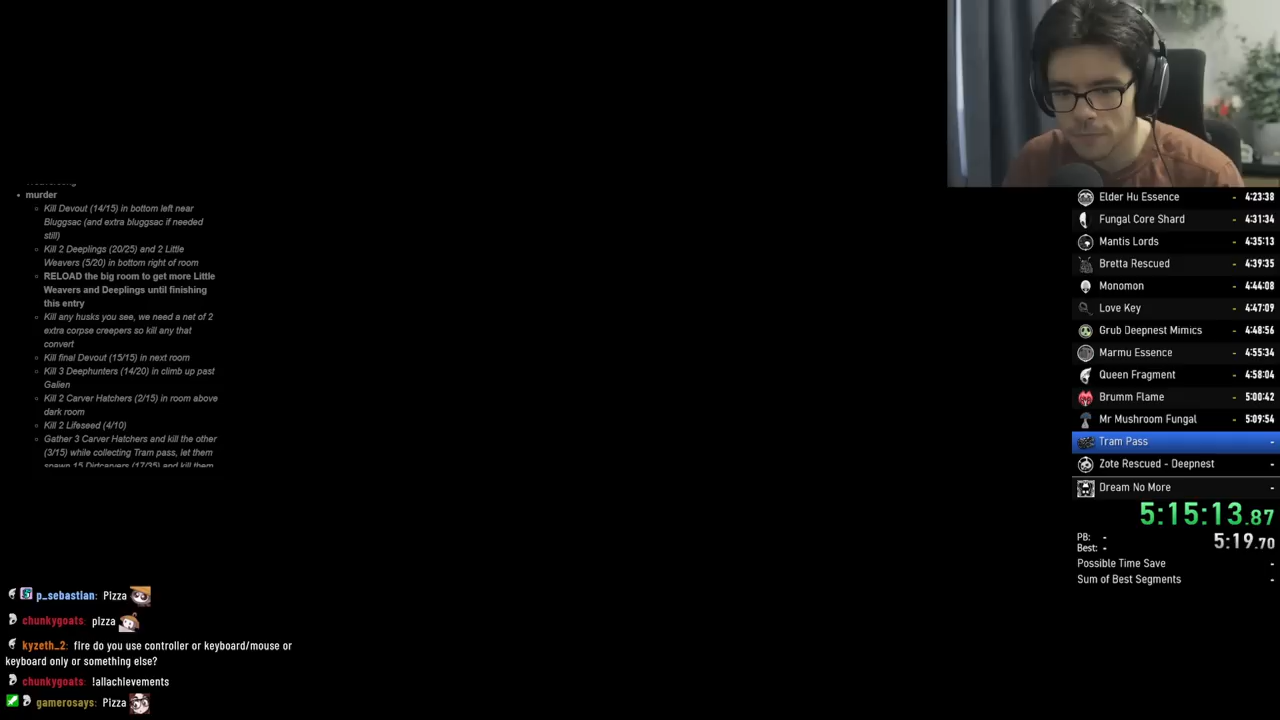 murder
Kill Devout (14/15) in bottom left near
Bluggsac (and extra bluggsac if needed
still)
Kill 2 Deeplings (20/25) and 2 Little
Weavers (5/20) in bottom right of room
RELOAD the big room to get more Little
Weavers and Deeplings until finishing
this entry
Kill any husks you see, we need a net of 2
extra corpse creepers so kill any that
convert
Kill final Devout (15/15) in next room
Kill 3 Deephunters (14/20) in climb up past
Galien
Kill 2 Carver Hatchers (2/15) in room above
dark room
Kill 2 Lifeseed (4/10)
Gather 3 Carver Hatchers and kill the other
(3/15) while collecting Tram pass, let them
spawn 15 Dirtcarvers (17/35) and kill them
p_sebastian: Pizza
chunkygoats: pizza
kyzeth_2: fire do you use controller or keyboard/mouse or
keyboard only or something else?
chunkygoats: !allachievements
gamerosays: Pizza
Elder Hu Essence - 4:23:38
Fungal Core Shard - 4:31:34
Mantis Lords - 4:35:13
Bretta Rescued - 4:39:35
Monomon - 4:44:08
Love Key - 4:47:09
Grub Deepnest Mimics - 4:48:56
Marmu Essence - 4:55:34
Queen Fragment - 4:58:04
Brumm Flame - 5:00:42
Mr Mushroom Fungal - 5:09:54
Tram Pass -
Zote Rescued - Deepnest -
Dream No More -
5:15:13.87
PB: - 5:19.70
Best: -
Possible Time Save -
Sum of Best Segments -